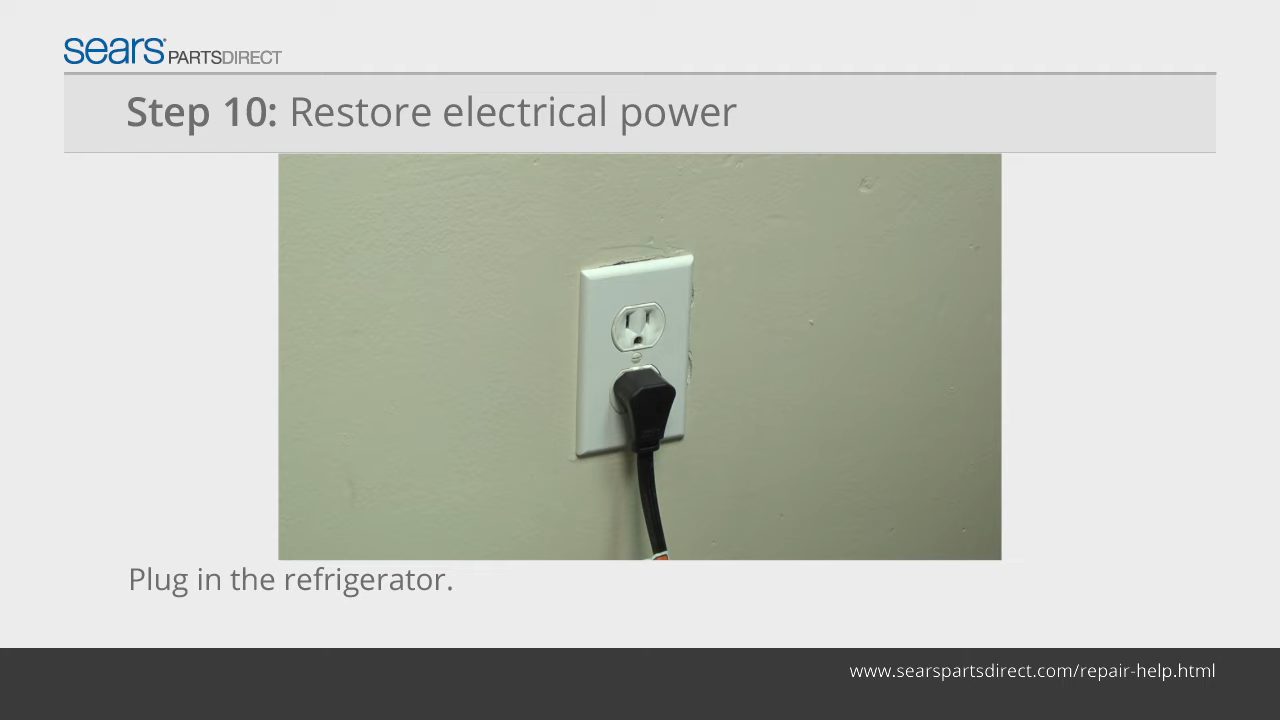 sears PARTSDIRECT
Step 10: Restore electrical power
Plug in the refrigerator.
www.searspartsdirect.com/repair-help.html